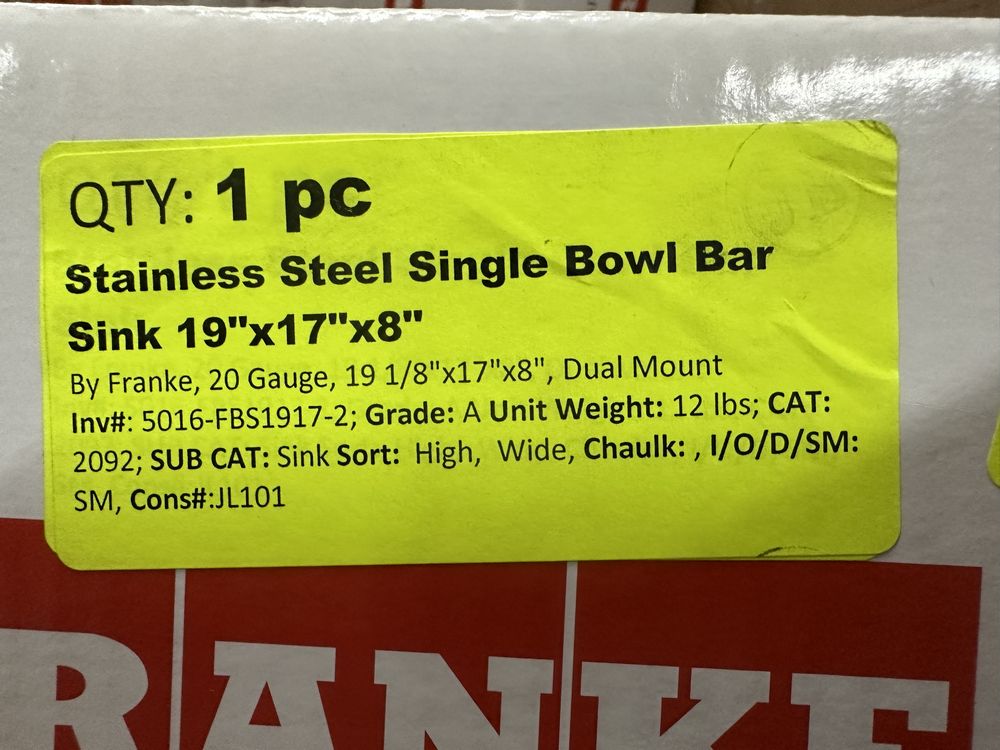 QTY: 1 pc
Stainless Steel Single Bowl Bar
Sink 19"x17"x8"
By Franke, 20 Gauge, 19 1/8"x17"x8", Dual Mount
Inv#: 5016-FBS1917-2; Grade: A Unit Weight: 12 lbs; CAT:
2092; SUB CAT: Sink Sort: High, Wide, Chaulk: , I/O/D/SM:
SM, Cons#:JL101
RANKE